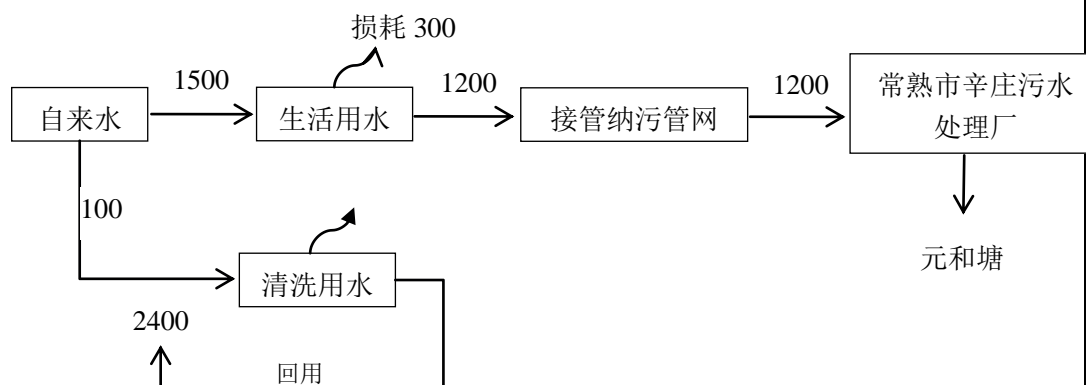 损耗 300
1500
1200
1200
自来水
生活用水
接管纳污管网
常熟市辛庄污水
处理厂
100
清洗用水
元和塘
2400
回用